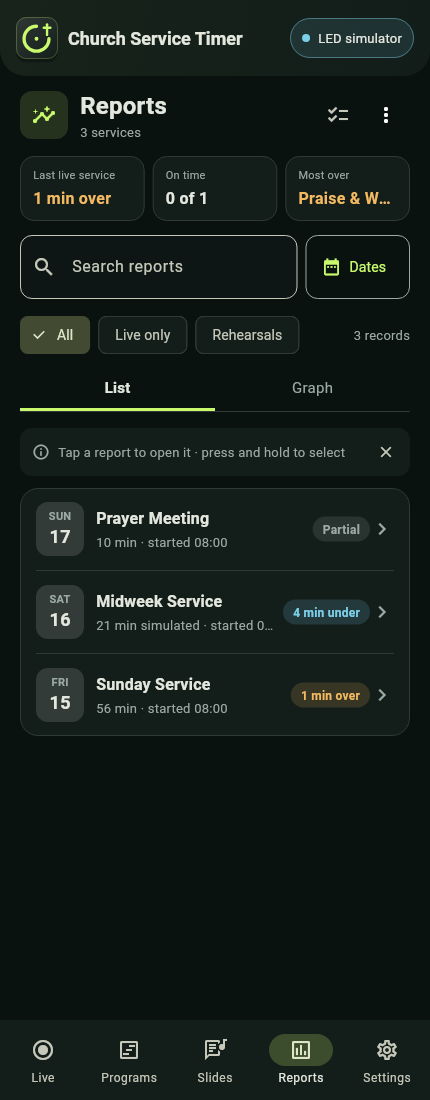 Church Service Timer
LED simulator
Reports
3 services
Last live service
1 min over
On time
0 of 1
Most over
Praise & W...
Search reports
Dates
All
Live only
Rehearsals
3 records
List
Graph
Tap a report to open it · press and hold to select
SUN
17
Prayer Meeting
10 min · started 08:00
Partial
SAT
16
Midweek Service
21 min simulated · started 0...
4 min under
FRI
15
Sunday Service
56 min · started 08:00
1 min over
Live
Programs
Slides
Reports
Settings